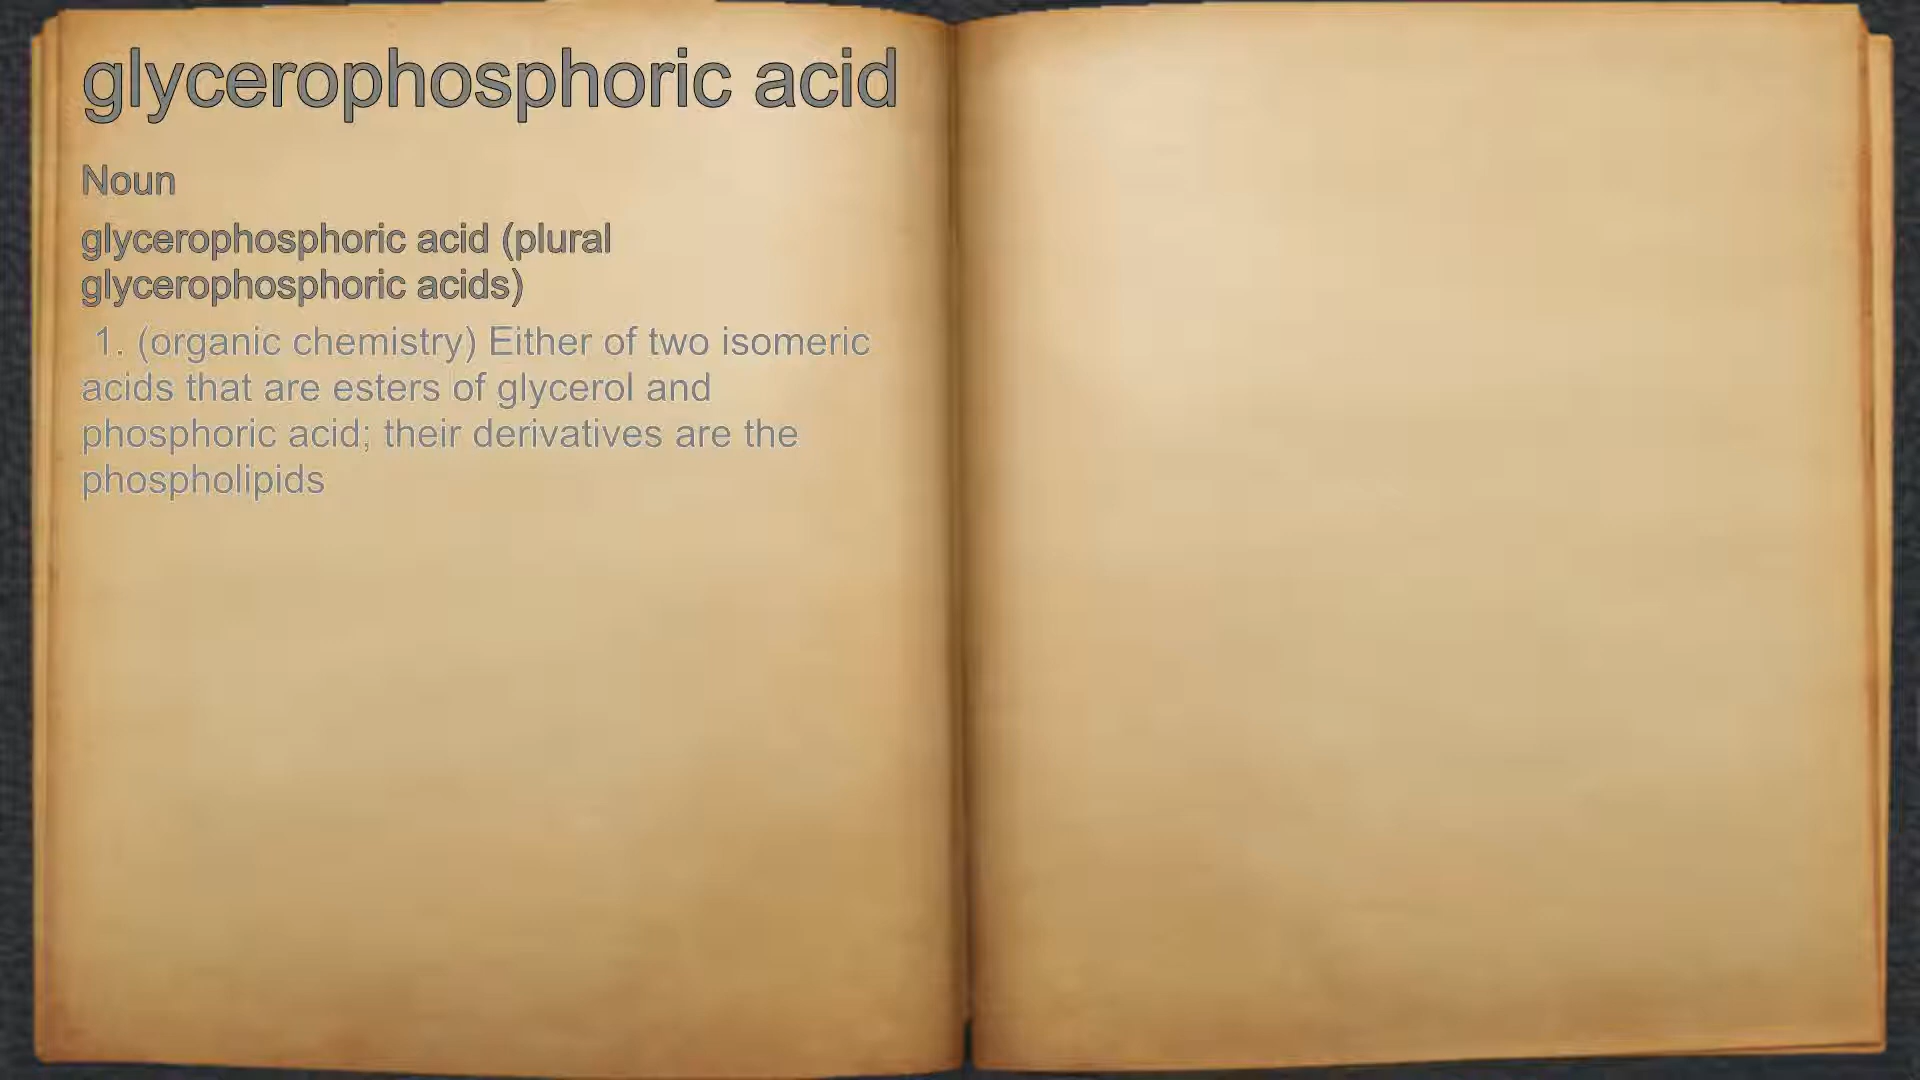 glycerophosphoric acid
Noun
glycerophosphoric acid (plural
glycerophosphoric acids)
1. (organic chemistry) Either of two isomeric
acids that are esters of glycerol and
phosphoric acid; their derivatives are the
phospholipids